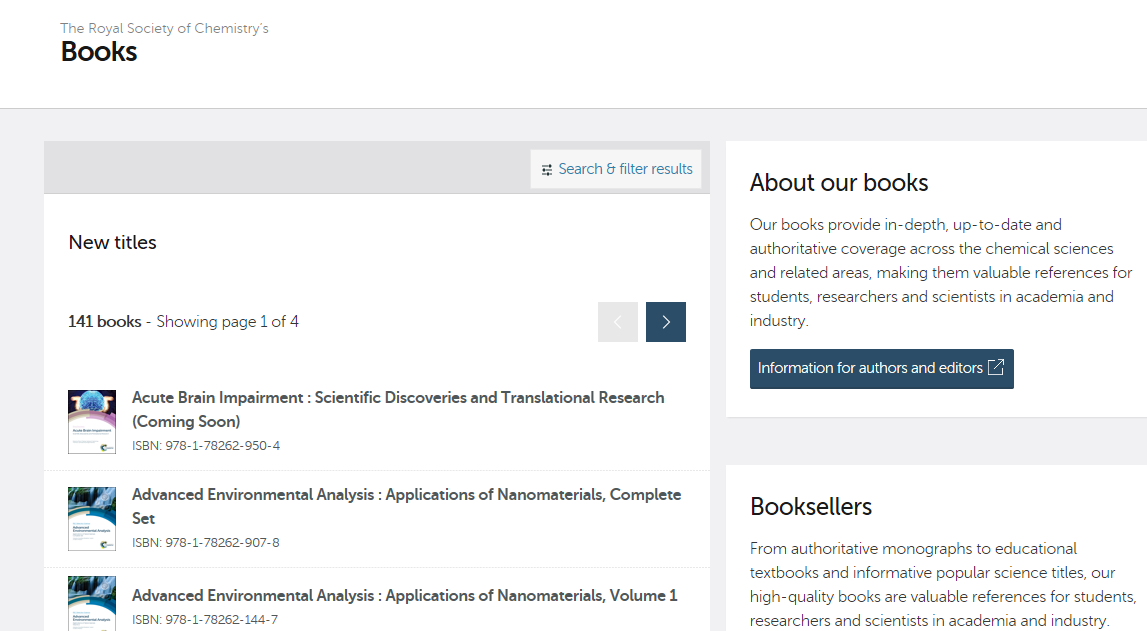 The Royal Society of Chemistry's
Books
Search & filter results
New titles
141 books - Showing page 1 of 4
Acute Brain Impairment : Scientific Discoveries and Translational Research
(Coming Soon)
ISBN: 978-1-78262-950-4
Advanced Environmental Analysis : Applications of Nanomaterials, Complete
Set
ISBN: 978-1-78262-907-8
Advanced Environmental Analysis : Applications of Nanomaterials, Volume 1
ISBN: 978-1-78262-144-7
About our books
Our books provide in-depth, up-to-date and
authoritative coverage across the chemical sciences
and related areas, making them valuable references for
students, researchers and scientists in academia and
industry.
Information for authors and editors
Booksellers
From authoritative monographs to educational
textbooks and informative popular science titles, our
high-quality books are valuable references for students,
researchers and scientists in academia and industry.